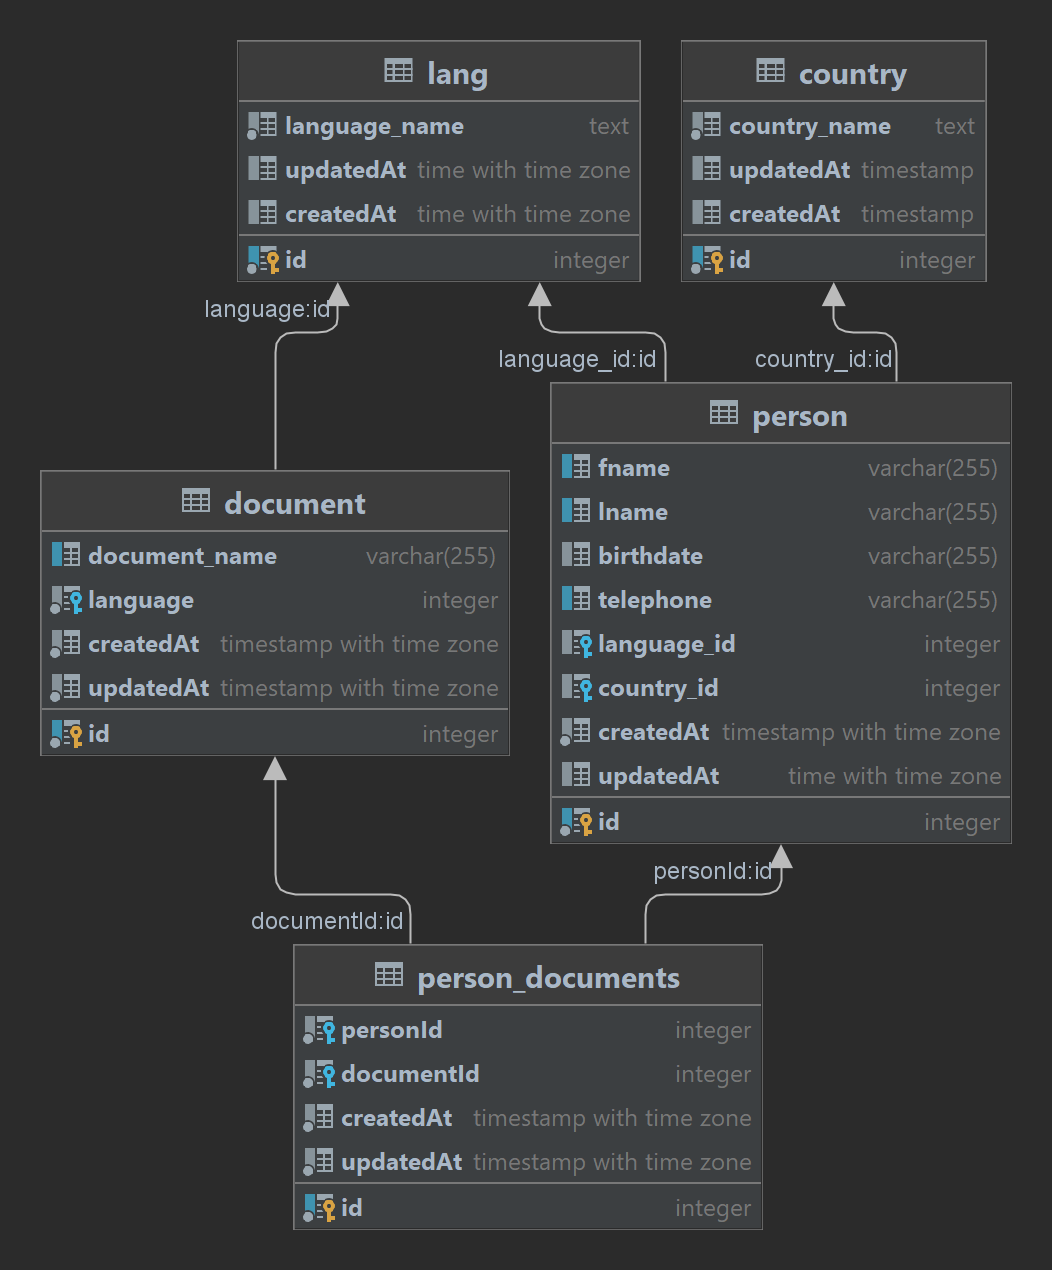 lang
language_name text
updatedAt time with time zone
createdAt time with time zone
id integer
country
country_name text
updatedAt timestamp
createdAt timestamp
id integer
language:id
language_id:id
country_id:id
person
fname varchar(255)
lname varchar(255)
birthdate varchar(255)
telephone varchar(255)
language_id integer
country_id integer
createdAt timestamp with time zone
updatedAt time with time zone
id integer
document
document_name varchar(255)
language integer
createdAt timestamp with time zone
updatedAt timestamp with time zone
id integer
personId:id
documentId:id
person_documents
personId integer
documentId integer
createdAt timestamp with time zone
updatedAt timestamp with time zone
id integer